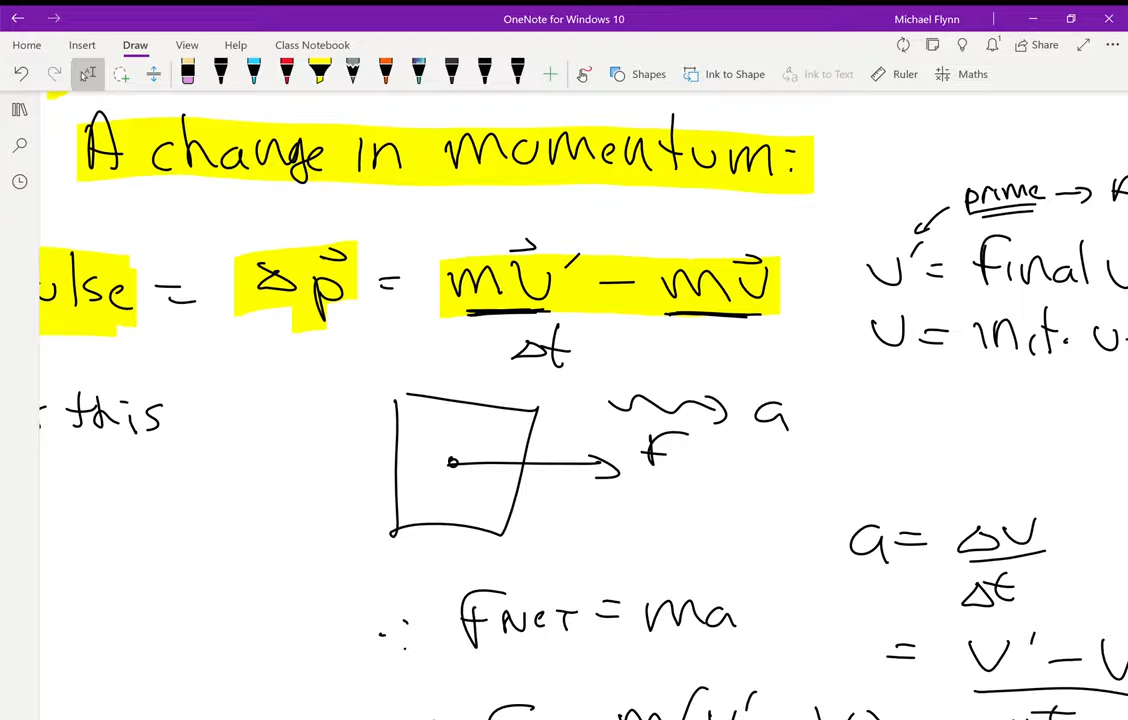 OneNote for Windows 10
Michael Flynn
Home Insert Draw View Help Class Notebook
Share
Shapes Ink to Shape Ink to Text Ruler Maths
A change in momentum:
prime →
ulse = Δp⃗ = mv⃗′ − mv⃗
Δt
v′ = final v
v = init. v
this
a
F
a = Δv
Δt
∴ FNET = ma
= v′ − v